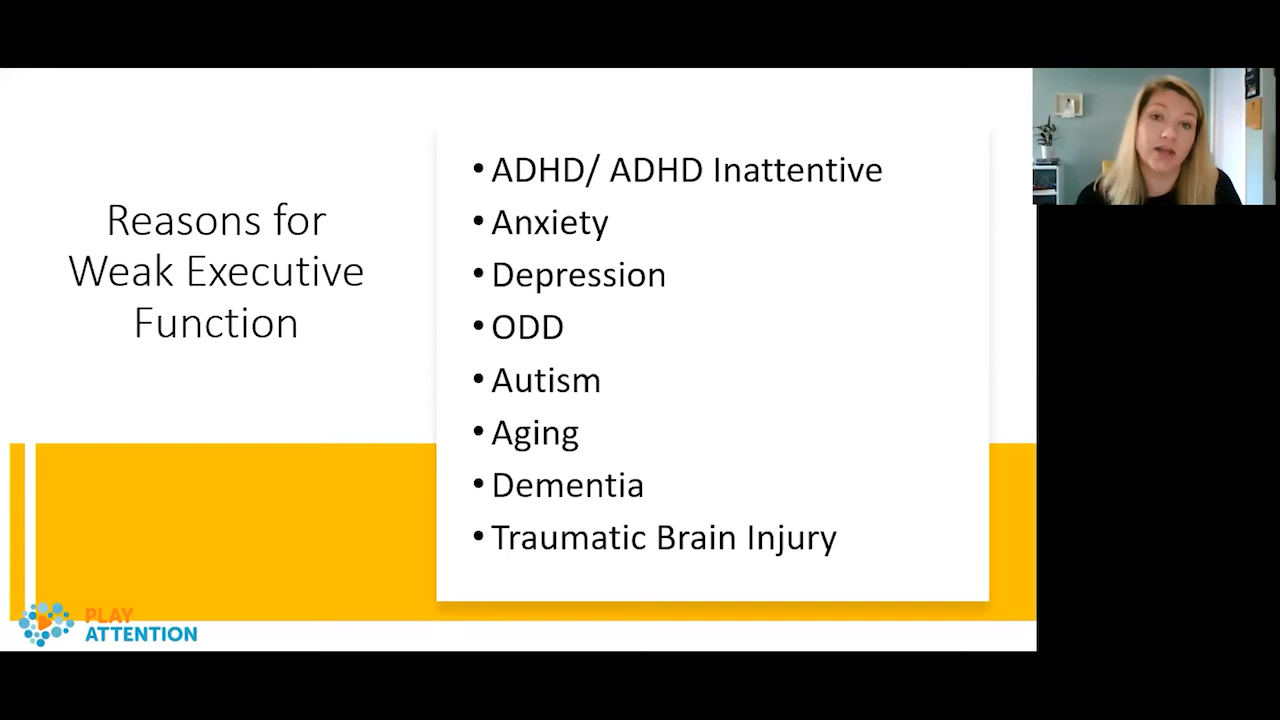 Reasons for
Weak Executive
Function
• ADHD/ ADHD Inattentive
• Anxiety
• Depression
• ODD
• Autism
• Aging
• Dementia
• Traumatic Brain Injury
PLAY
ATTENTION